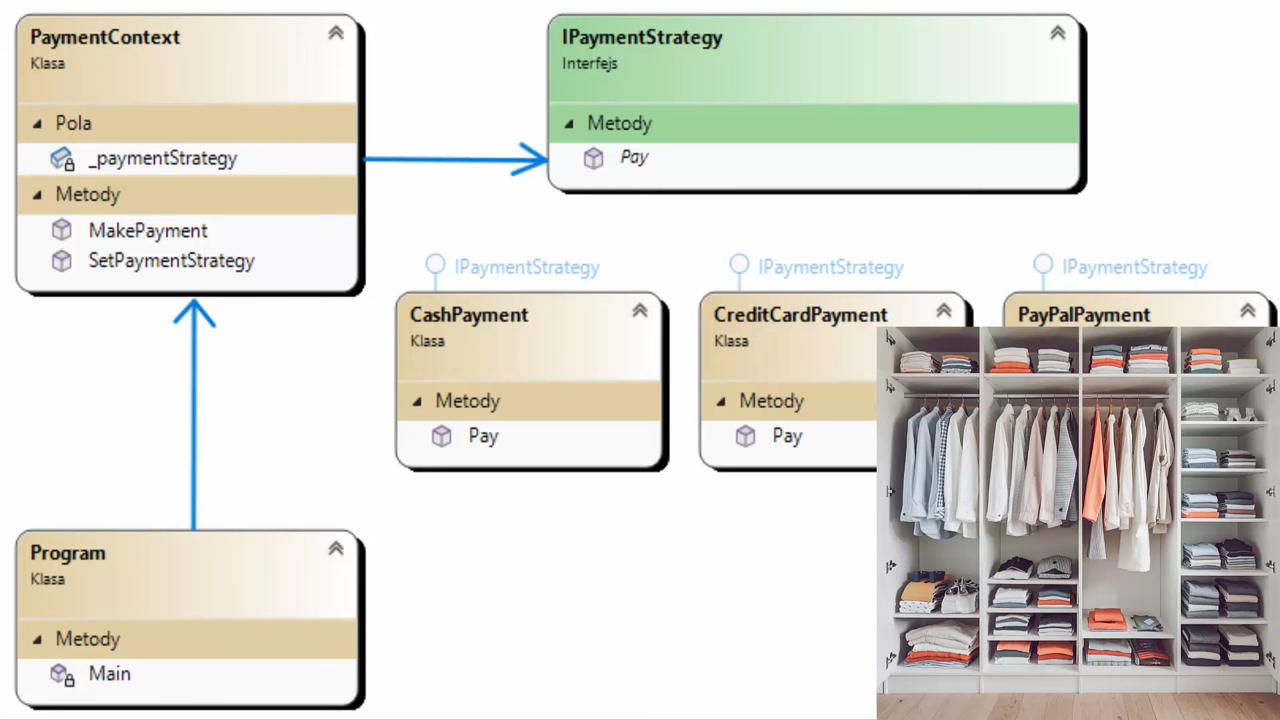 PaymentContext
Klasa
Pola
_paymentStrategy
Metody
MakePayment
SetPaymentStrategy
IPaymentStrategy
Interfejs
Metody
Pay
IPaymentStrategy
CashPayment
Klasa
Metody
Pay
IPaymentStrategy
CreditCardPayment
Klasa
Metody
Pay
IPaymentStrategy
PayPalPayment
Program
Klasa
Metody
Main